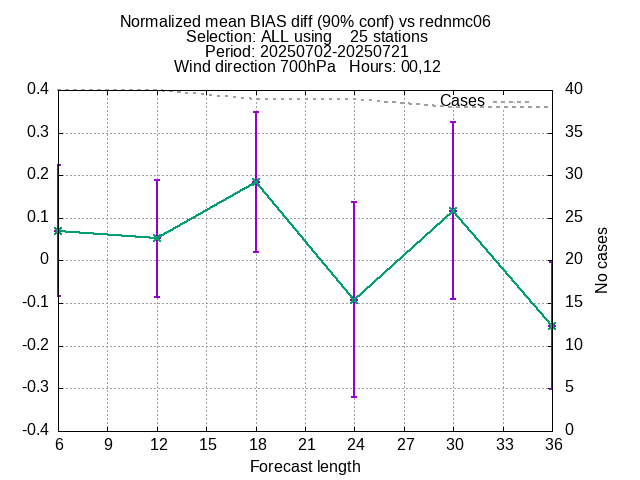 Normalized mean BIAS diff (90% conf) vs rednmc06
Selection: ALL using    25 stations
Period: 20250702-20250721
Wind direction 700hPa   Hours: 00,12
Cases
0.4
0.3
0.2
0.1
0
-0.1
-0.2
-0.3
-0.4
40
35
30
25
20
15
10
5
0
No cases
6 9 12 15 18 21 24 27 30 33 36
Forecast length